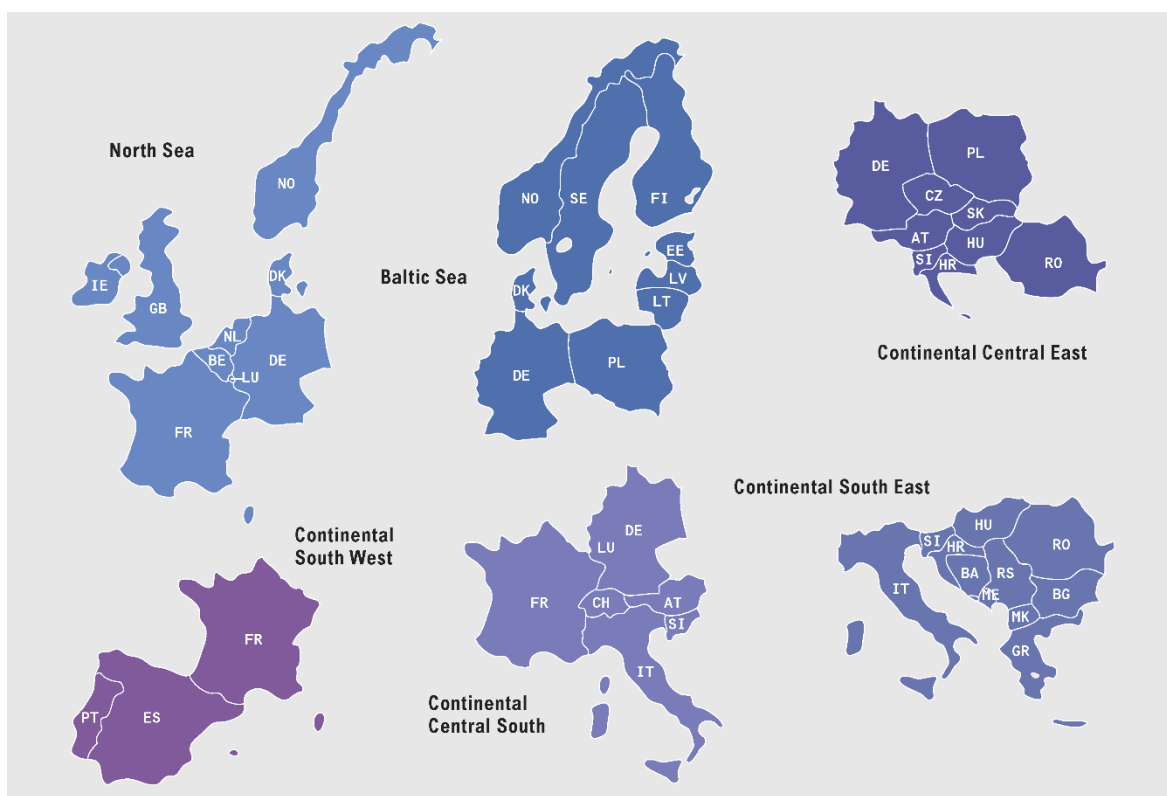 North Sea
NO
IE
GB
DK
NL
BE
DE
LU
FR
Baltic Sea
NO
SE
FI
EE
LV
LT
DK
DE
PL
DE
PL
CZ
SK
AT
HU
SI
HR
RO
Continental Central East
Continental
South West
FR
PT
ES
DE
LU
FR
CH
AT
SI
IT
Continental
Central South
Continental South East
HU
SI
HR
RO
BA
RS
IT
ME
BG
MK
GR